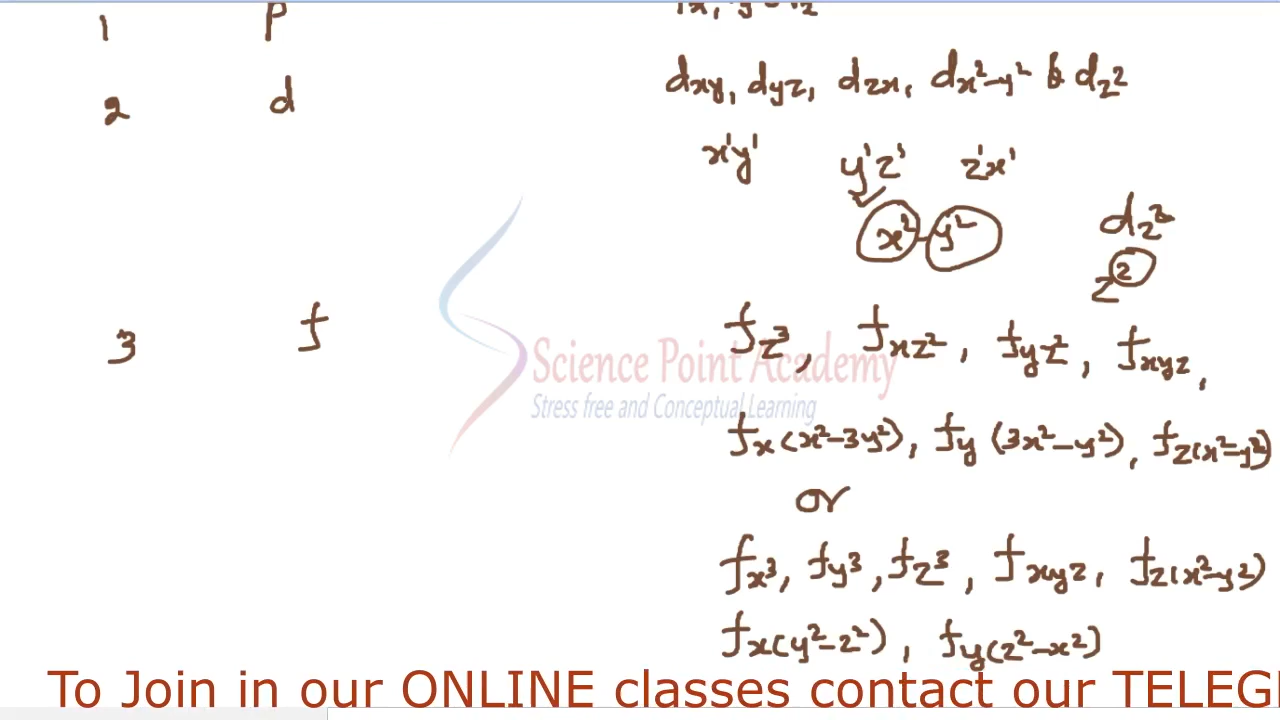 1 p
2 d dxy, dyz, dzx, dx²-y² & dz²
x¹y¹ y¹z¹ z¹x¹
x² - y² dz²
z²
3 f fz³, fxz², fyz², fxyz,
Science Point Academy
Stress free and Conceptual Learning
fx(x²-3y²), fy(3x²-y²), fz(x²-y²)
or
fx³, fy³, fz³, fxyz, fz(x²-y²)
fx(y²-z²), fy(z²-x²)
To Join in our ONLINE classes contact our TELEG